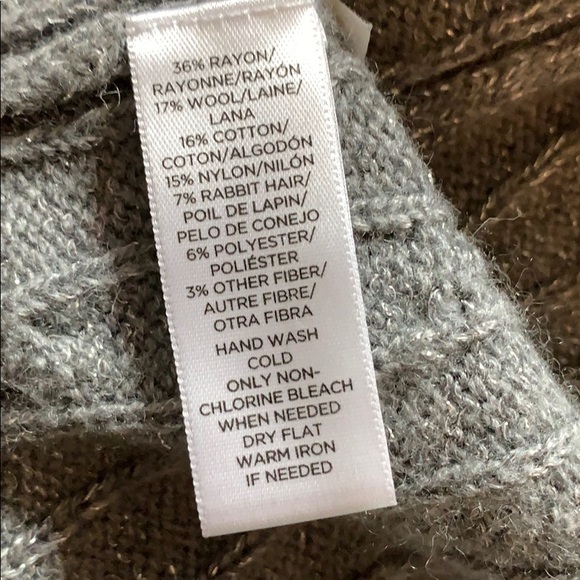 36% RAYON/
RAYONNE/RAYÓN
17% WOOL/LAINE/
LANA
16% COTTON/
COTON/ALGODÓN
15% NYLON/NILÓN
7% RABBIT HAIR/
POIL DE LAPIN/
PELO DE CONEJO
6% POLYESTER/
POLIÉSTER
3% OTHER FIBER/
AUTRE FIBRE/
OTRA FIBRA
HAND WASH
COLD
ONLY NON-
CHLORINE BLEACH
WHEN NEEDED
DRY FLAT
WARM IRON
IF NEEDED